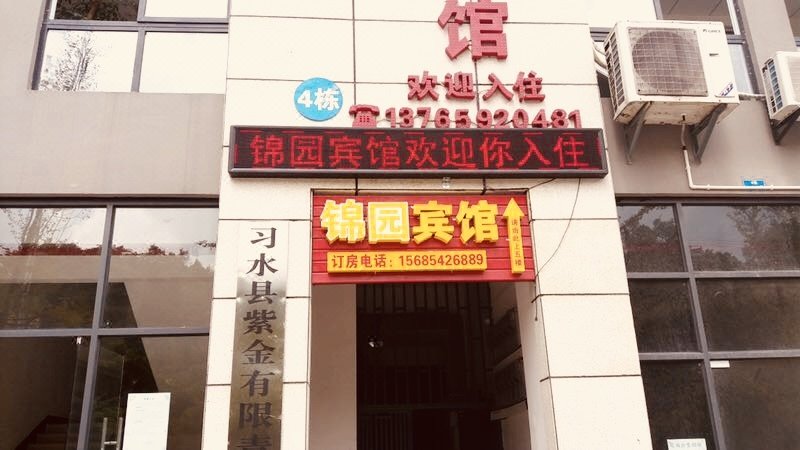 馆
欢迎入住
4栋
☎13765920481
锦园宾馆欢迎你入住
锦园宾馆
订房电话：15685426889
习水县紫金有限责